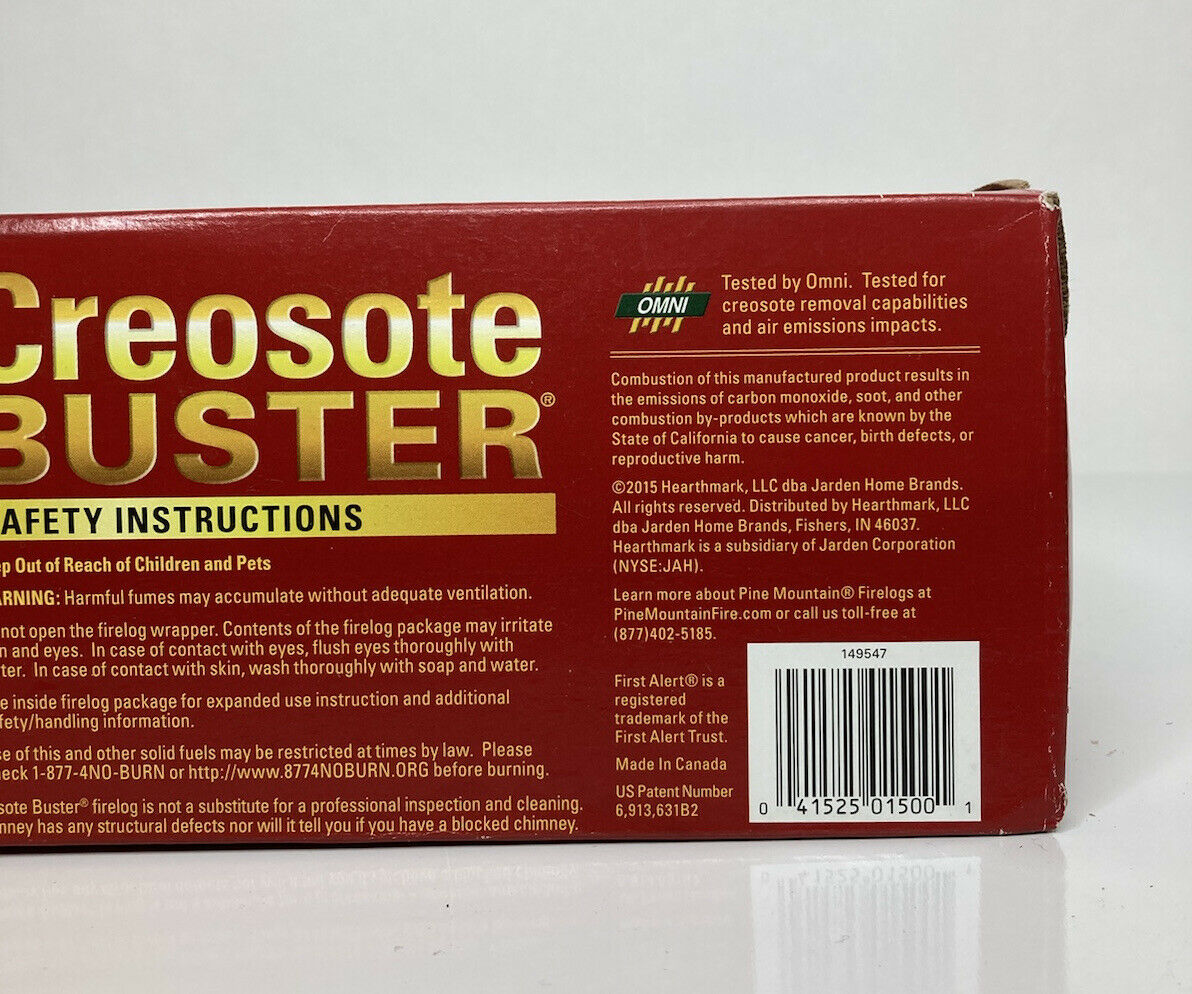 Creosote
BUSTER®
SAFETY INSTRUCTIONS
Out of Reach of Children and Pets
Harmful fumes may accumulate without adequate ventilation.
not open the firelog wrapper. Contents of the firelog package may irritate
and eyes. In case of contact with eyes, flush eyes thoroughly with
In case of contact with skin, wash thoroughly with soap and water.
inside firelog package for expanded use instruction and additional
handling information.
of this and other solid fuels may be restricted at times by law. Please
1-877-4NO-BURN or http://www.8774NOBURN.ORG before burning.
Buster® firelog is not a substitute for a professional inspection and cleaning.
has any structural defects nor will it tell you if you have a blocked chimney.
OMNI
Tested by Omni. Tested for
creosote removal capabilities
and air emissions impacts.
Combustion of this manufactured product results in
the emissions of carbon monoxide, soot, and other
combustion by-products which are known by the
State of California to cause cancer, birth defects, or
reproductive harm.
©2015 Hearthmark, LLC dba Jarden Home Brands.
All rights reserved. Distributed by Hearthmark, LLC
dba Jarden Home Brands, Fishers, IN 46037.
Hearthmark is a subsidiary of Jarden Corporation
(NYSE:JAH).
Learn more about Pine Mountain® Firelogs at
PineMountainFire.com or call us toll-free at
(877)402-5185.
First Alert® is a
registered
trademark of the
First Alert Trust.
Made In Canada
US Patent Number
6,913,631B2
149547
0 41525 01500 1